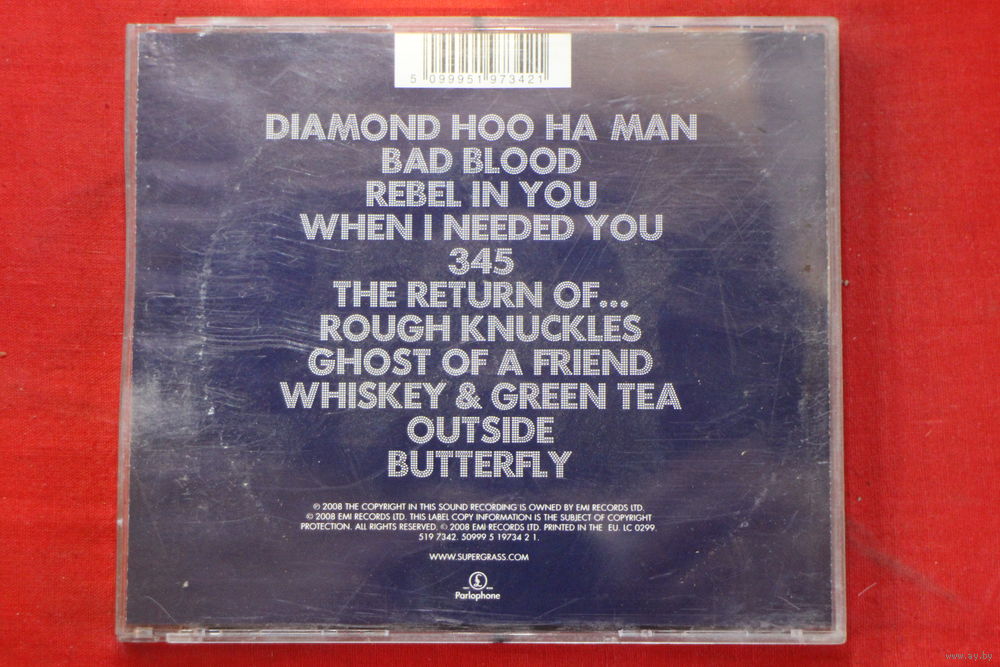 5 099951 973421
DIAMOND HOO HA MAN
BAD BLOOD
REBEL IN YOU
WHEN I NEEDED YOU
345
THE RETURN OF...
ROUGH KNUCKLES
GHOST OF A FRIEND
WHISKEY & GREEN TEA
OUTSIDE
BUTTERFLY
℗ 2008 THE COPYRIGHT IN THIS SOUND RECORDING IS OWNED BY EMI RECORDS LTD.
© 2008 EMI RECORDS LTD. THIS LABEL COPY INFORMATION IS THE SUBJECT OF COPYRIGHT
PROTECTION. ALL RIGHTS RESERVED. © 2008 EMI RECORDS LTD. PRINTED IN THE EU. LC 0299.
519 7342. 50999 5 19734 2 1.
WWW.SUPERGRASS.COM
£
Parlophone
www.ay.by